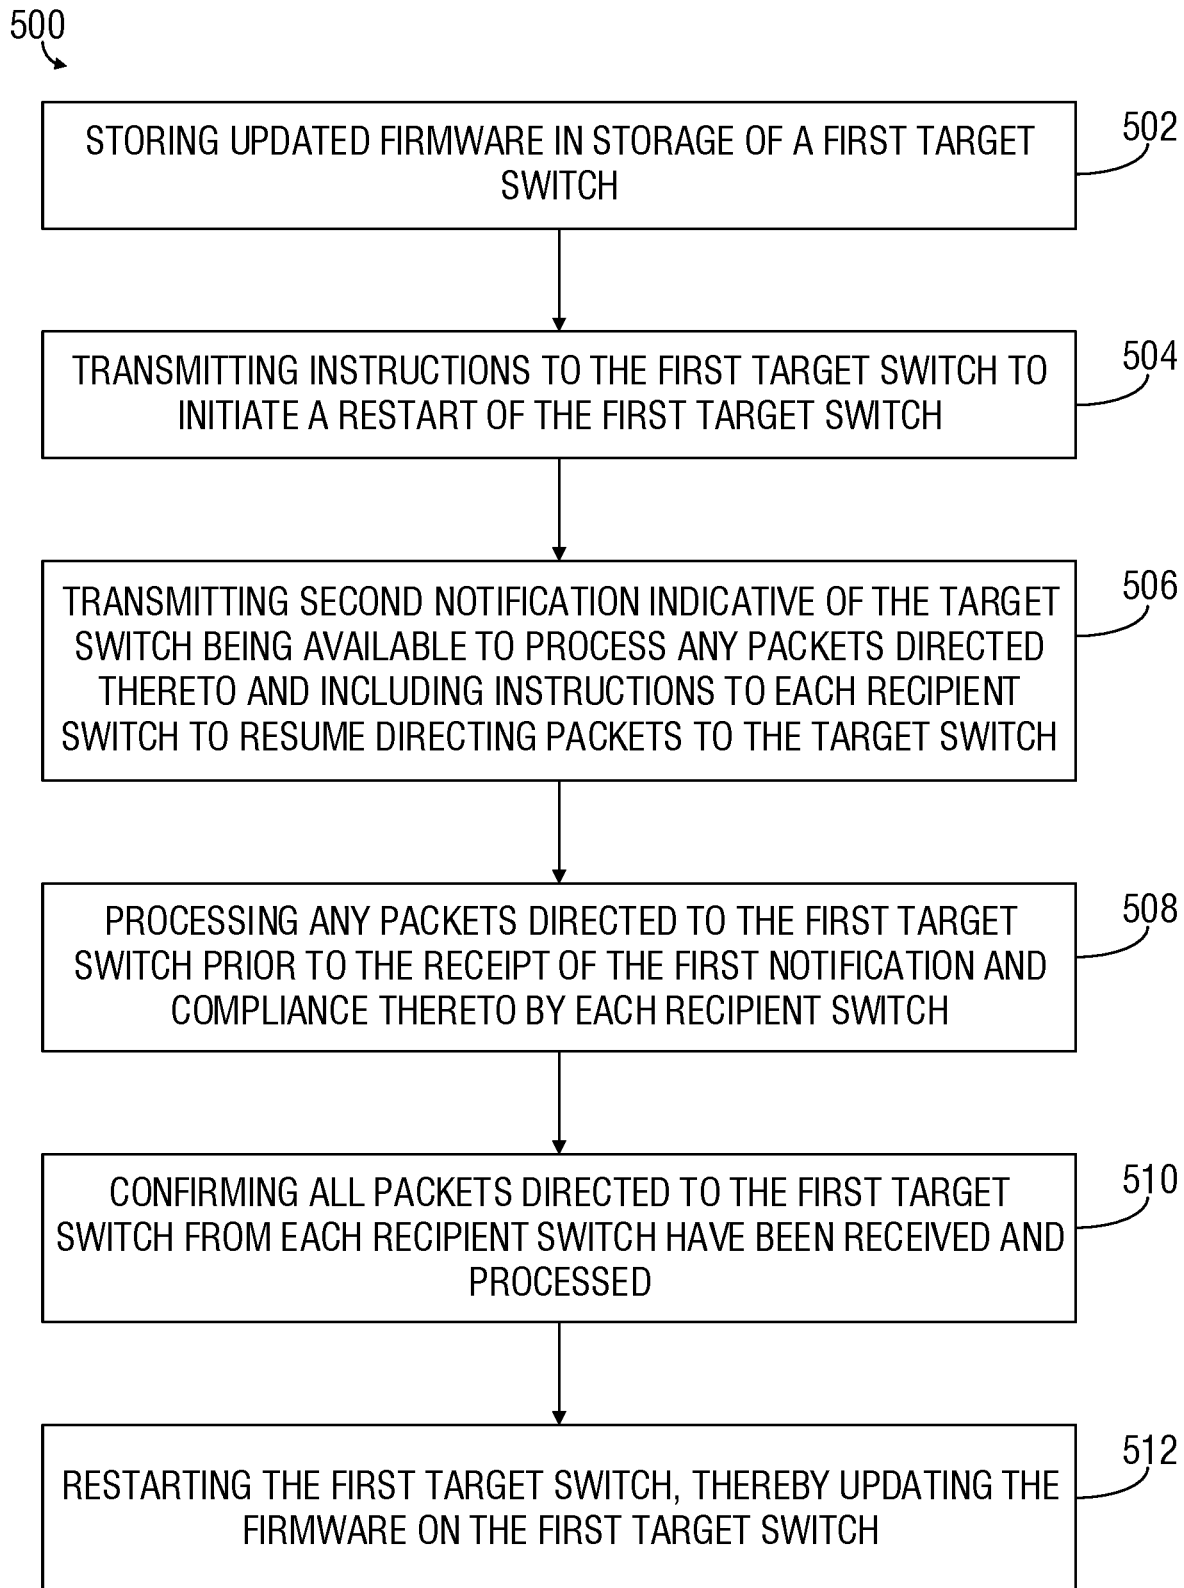 500
STORING UPDATED FIRMWARE IN STORAGE OF A FIRST TARGET
SWITCH
502
TRANSMITTING INSTRUCTIONS TO THE FIRST TARGET SWITCH TO
INITIATE A RESTART OF THE FIRST TARGET SWITCH
504
TRANSMITTING SECOND NOTIFICATION INDICATIVE OF THE TARGET
SWITCH BEING AVAILABLE TO PROCESS ANY PACKETS DIRECTED
THERETO AND INCLUDING INSTRUCTIONS TO EACH RECIPIENT
SWITCH TO RESUME DIRECTING PACKETS TO THE TARGET SWITCH
506
PROCESSING ANY PACKETS DIRECTED TO THE FIRST TARGET
SWITCH PRIOR TO THE RECEIPT OF THE FIRST NOTIFICATION AND
COMPLIANCE THERETO BY EACH RECIPIENT SWITCH
508
CONFIRMING ALL PACKETS DIRECTED TO THE FIRST TARGET
SWITCH FROM EACH RECIPIENT SWITCH HAVE BEEN RECEIVED AND
PROCESSED
510
RESTARTING THE FIRST TARGET SWITCH, THEREBY UPDATING THE
FIRMWARE ON THE FIRST TARGET SWITCH
512